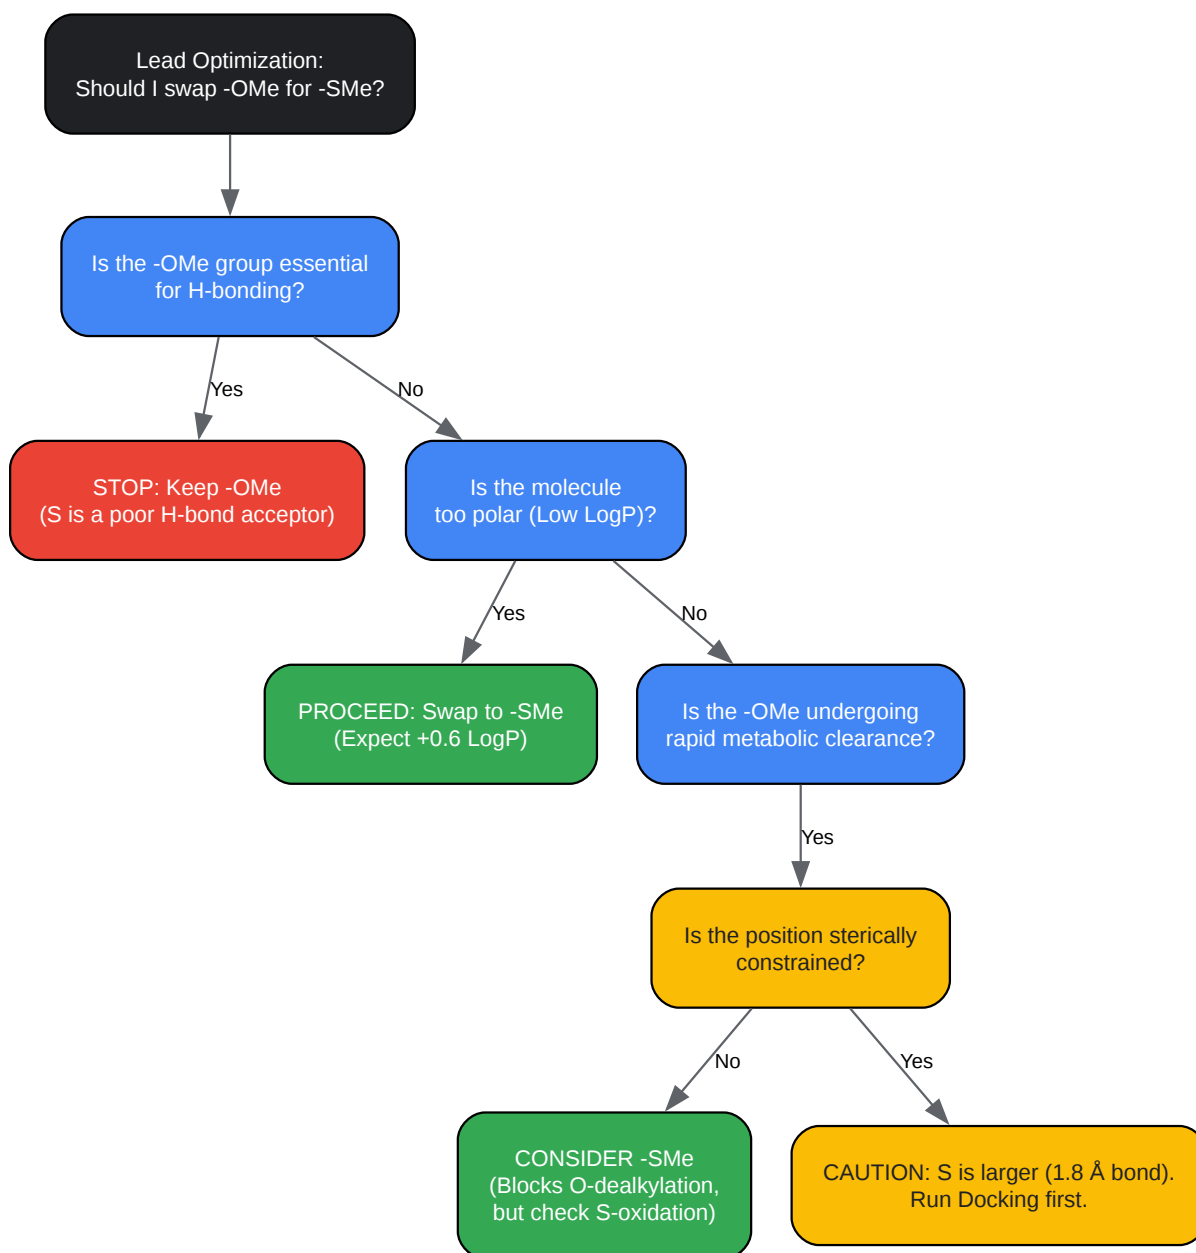 Lead Optimization:
Should I swap -OMe for -SMe?
Is the -OMe group essential
for H-bonding?
Yes
No
STOP: Keep -OMe
(S is a poor H-bond acceptor)
Is the molecule
too polar (Low LogP)?
Yes
No
PROCEED: Swap to -SMe
(Expect +0.6 LogP)
Is the -OMe undergoing
rapid metabolic clearance?
Yes
Is the position sterically
constrained?
No
Yes
CONSIDER -SMe
(Blocks O-dealkylation,
but check S-oxidation)
CAUTION: S is larger (1.8 Å bond).
Run Docking first.